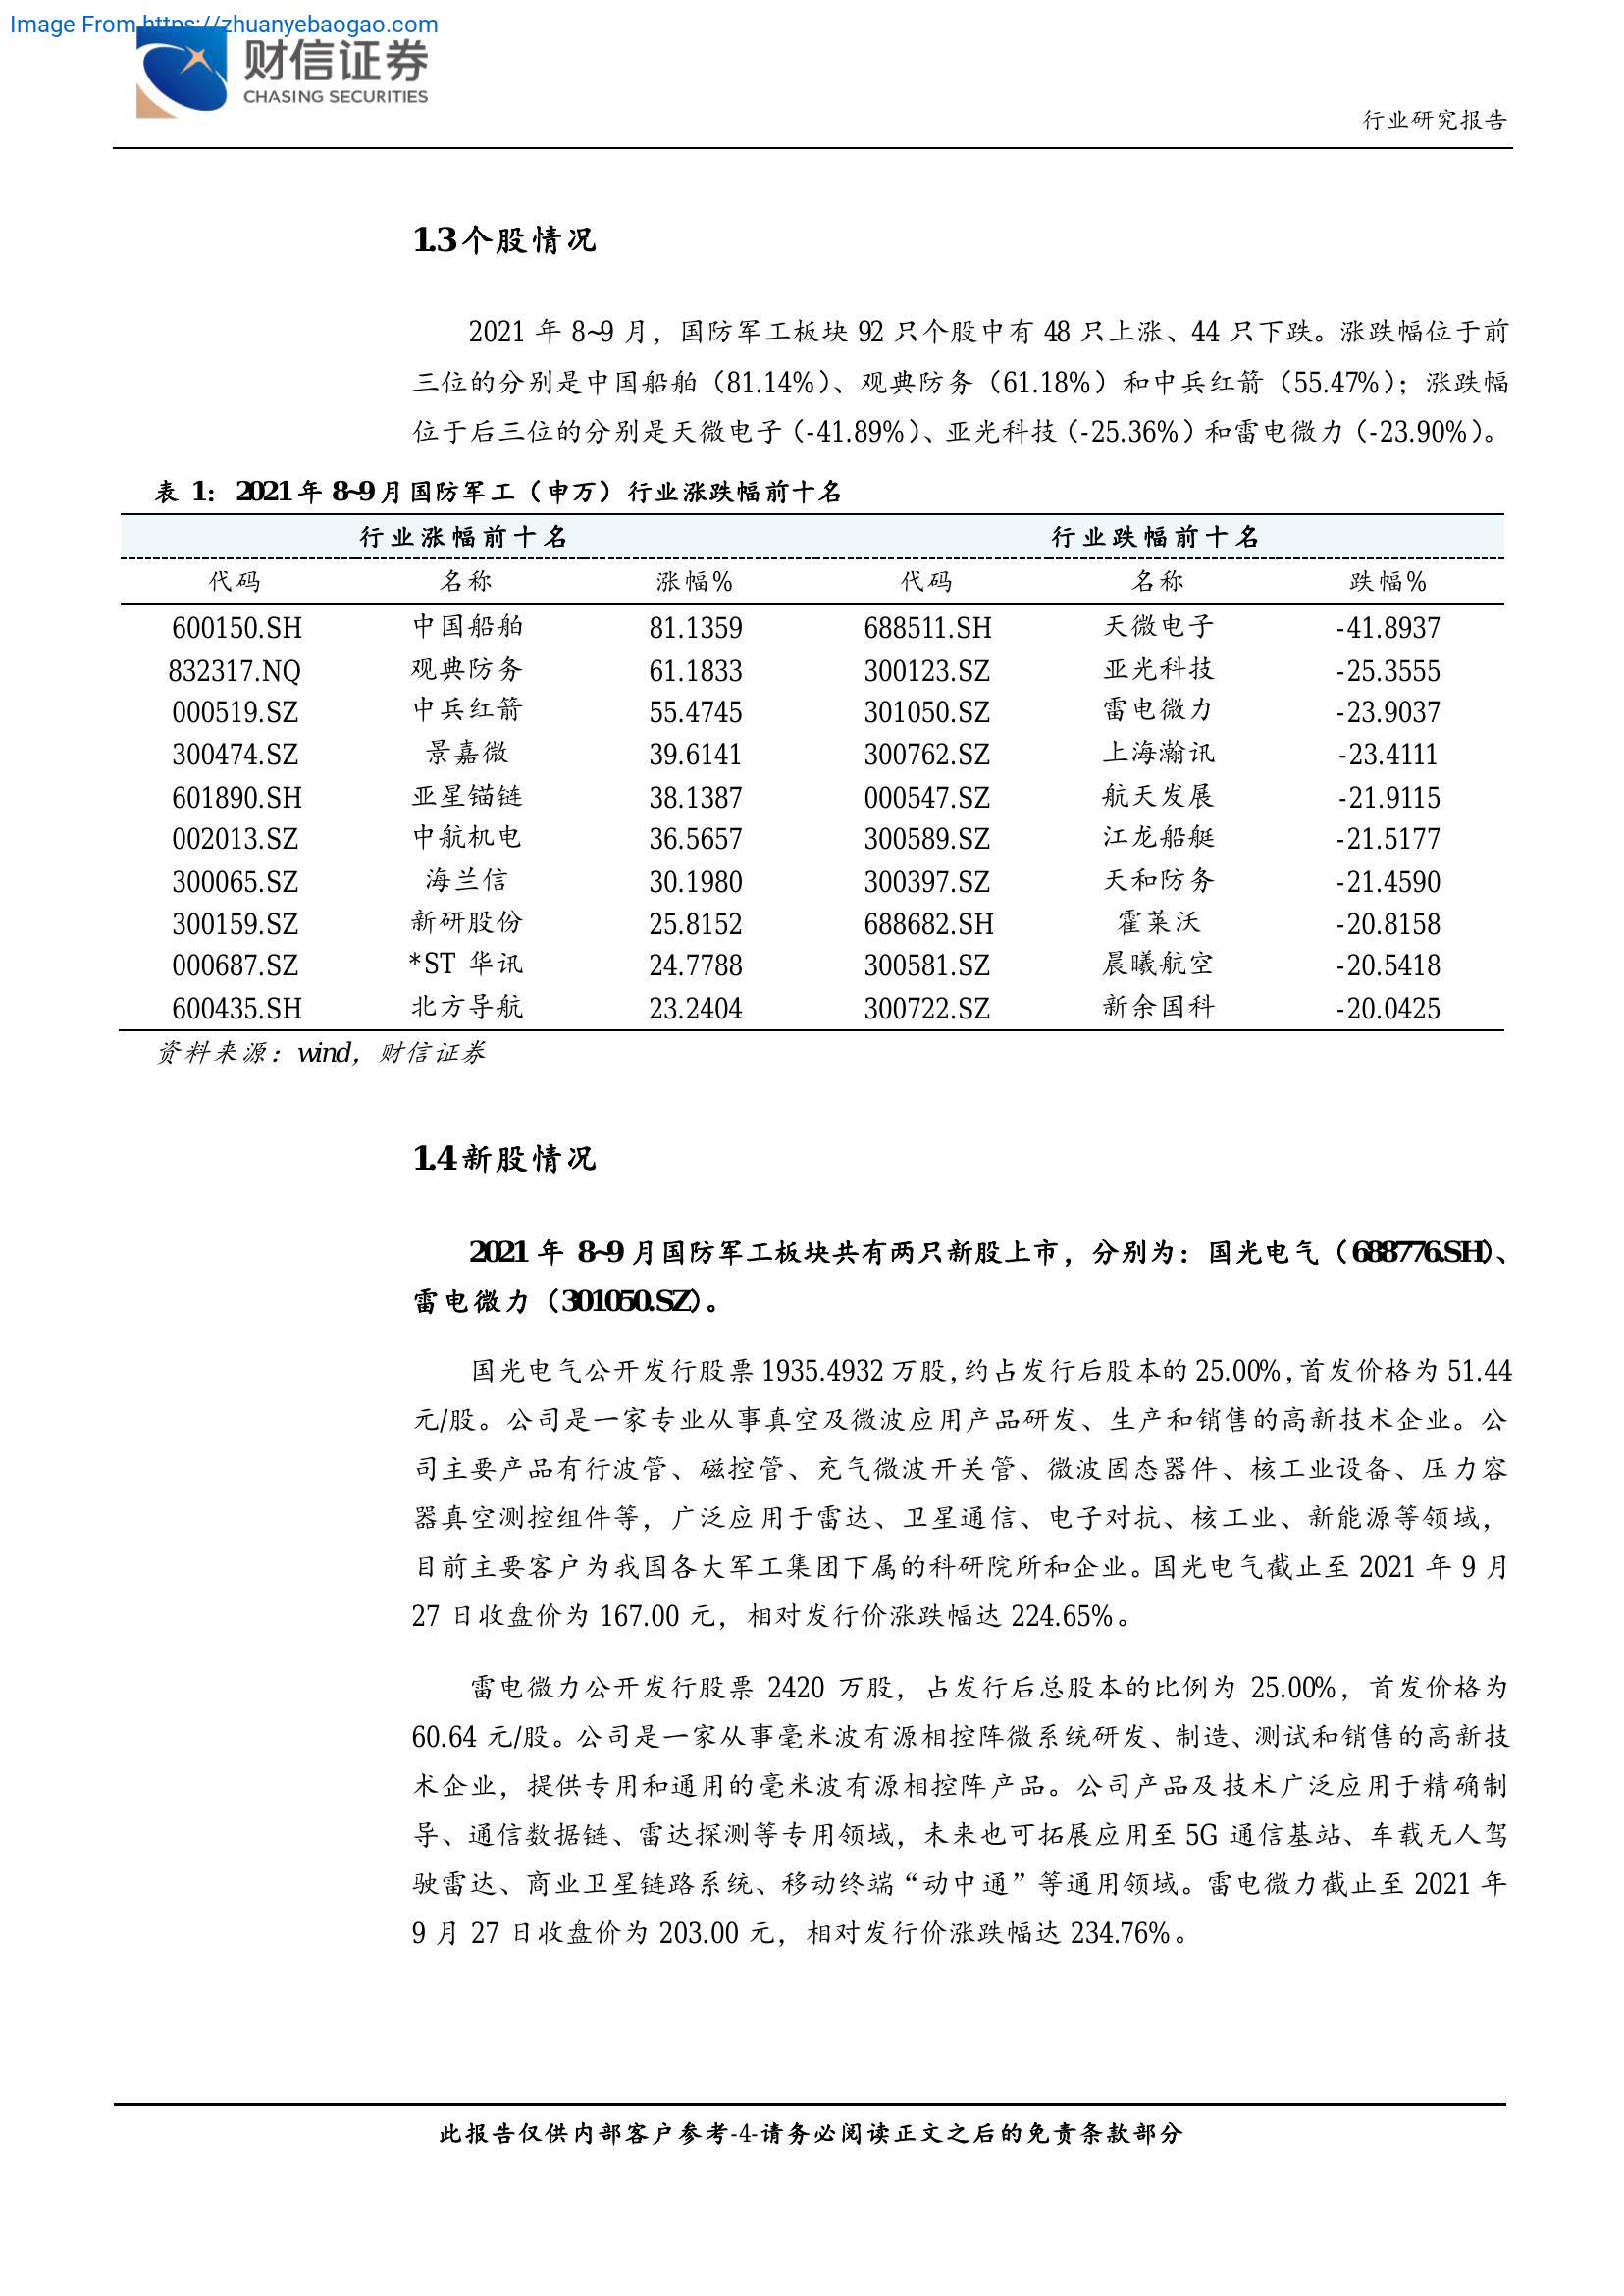 Image From https://zhuanyebaogao.com
财信证券
CHASING SECURITIES
行业研究报告
1.3 个股情况
2021 年 8~9 月，国防军工板块 92 只个股中有 48 只上涨、44 只下跌。涨跌幅位于前
三位的分别是中国船舶（81.14%）、观典防务（61.18%）和中兵红箭（55.47%）；涨跌幅
位于后三位的分别是天微电子（-41.89%）、亚光科技（-25.36%）和雷电微力（-23.90%）。
表 1： 2021 年 8~9 月国防军工（申万）行业涨跌幅前十名
行业涨幅前十名 行业跌幅前十名
代码 名称 涨幅% 代码 名称 跌幅%
600150.SH 中国船舶 81.1359 688511.SH 天微电子 -41.8937
832317.NQ 观典防务 61.1833 300123.SZ 亚光科技 -25.3555
000519.SZ 中兵红箭 55.4745 301050.SZ 雷电微力 -23.9037
300474.SZ 景嘉微 39.6141 300762.SZ 上海瀚讯 -23.4111
601890.SH 亚星锚链 38.1387 000547.SZ 航天发展 -21.9115
002013.SZ 中航机电 36.5657 300589.SZ 江龙船艇 -21.5177
300065.SZ 海兰信 30.1980 300397.SZ 天和防务 -21.4590
300159.SZ 新研股份 25.8152 688682.SH 霍莱沃 -20.8158
000687.SZ *ST 华讯 24.7788 300581.SZ 晨曦航空 -20.5418
600435.SH 北方导航 23.2404 300722.SZ 新余国科 -20.0425
资料来源：wind，财信证券
1.4 新股情况
2021 年 8~9 月国防军工板块共有两只新股上市，分别为：国光电气（688776.SH）、
雷电微力（301050.SZ）。
国光电气公开发行股票 1935.4932 万股，约占发行后股本的 25.00%，首发价格为 51.44
元/股。公司是一家专业从事真空及微波应用产品研发、生产和销售的高新技术企业。公
司主要产品有行波管、磁控管、充气微波开关管、微波固态器件、核工业设备、压力容
器真空测控组件等，广泛应用于雷达、卫星通信、电子对抗、核工业、新能源等领域，
目前主要客户为我国各大军工集团下属的科研院所和企业。国光电气截止至 2021 年 9 月
27 日收盘价为 167.00 元，相对发行价涨跌幅达 224.65%。
雷电微力公开发行股票 2420 万股，占发行后总股本的比例为 25.00%，首发价格为
60.64 元/股。公司是一家从事毫米波有源相控阵微系统研发、制造、测试和销售的高新技
术企业，提供专用和通用的毫米波有源相控阵产品。公司产品及技术广泛应用于精确制
导、通信数据链、雷达探测等专用领域，未来也可拓展应用至 5G 通信基站、车载无人驾
驶雷达、商业卫星链路系统、移动终端“动中通”等通用领域。雷电微力截止至 2021 年
9 月 27 日收盘价为 203.00 元，相对发行价涨跌幅达 234.76%。
此报告仅供内部客户参考-4-请务必阅读正文之后的免责条款部分